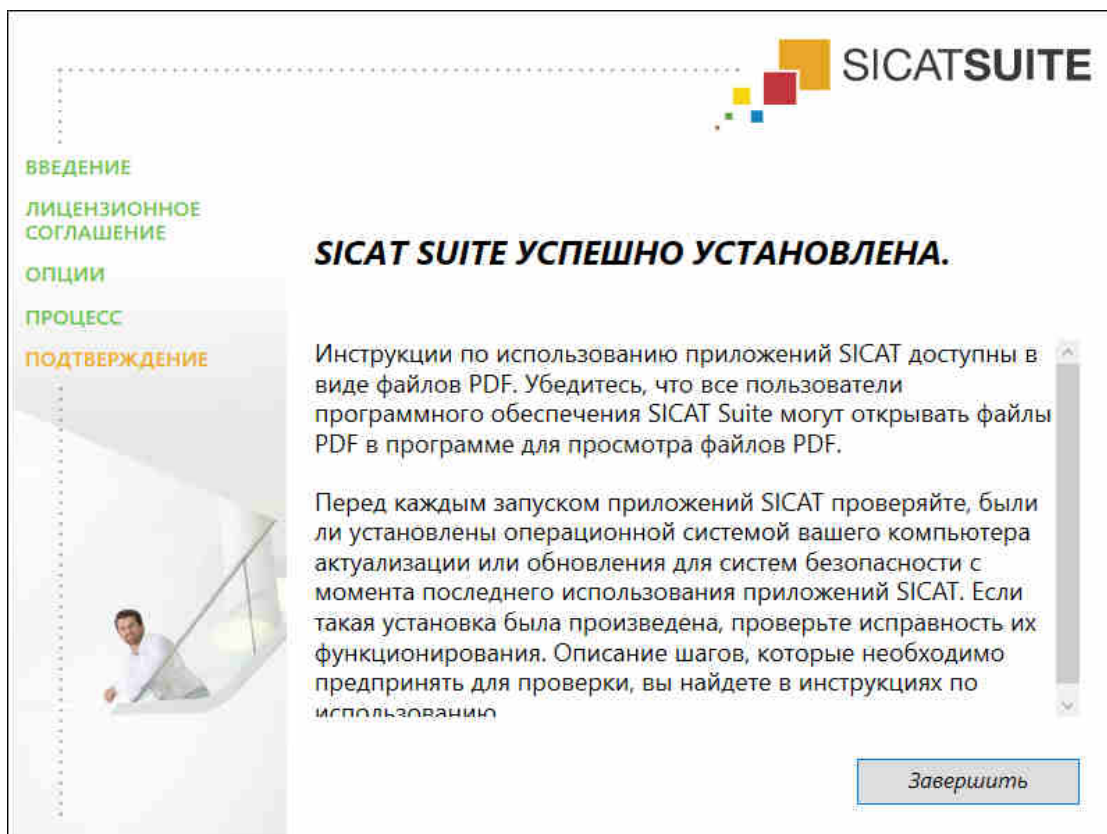 SICATSUITE
ВВЕДЕНИЕ
ЛИЦЕНЗИОННОЕ
СОГЛАШЕНИЕ
ОПЦИИ
ПРОЦЕСС
ПОДТВЕРЖДЕНИЕ
SICAT SUITE УСПЕШНО УСТАНОВЛЕНА.
Инструкции по использованию приложений SICAT доступны в
виде файлов PDF. Убедитесь, что все пользователи
программного обеспечения SICAT Suite могут открывать файлы
PDF в программе для просмотра файлов PDF.
Перед каждым запуском приложений SICAT проверяйте, были
ли установлены операционной системой вашего компьютера
актуализации или обновления для систем безопасности с
момента последнего использования приложений SICAT. Если
такая установка была произведена, проверьте исправность их
функционирования. Описание шагов, которые необходимо
предпринять для проверки, вы найдете в инструкциях по
использованию.
Завершить